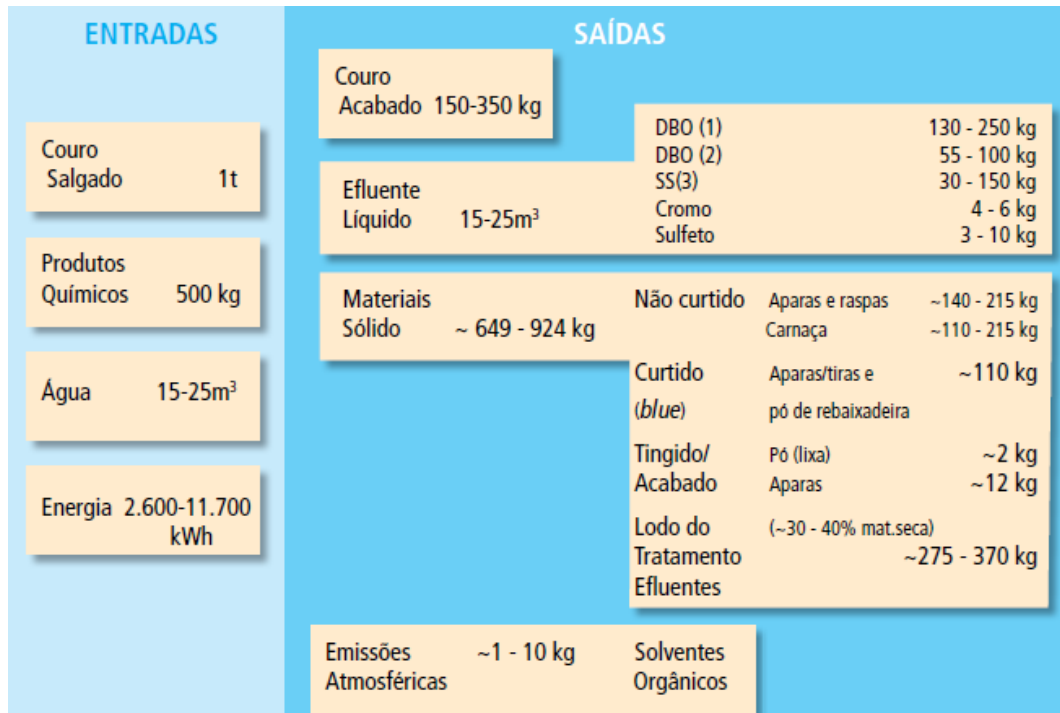 ENTRADAS
SAÍDAS
Couro
Salgado 1t
Produtos
Químicos 500 kg
Água 15-25m³
Energia 2.600-11.700
kWh
Couro
Acabado 150-350 kg
Efluente
Líquido 15-25m³
DBO (1) 130 - 250 kg
DBO (2) 55 - 100 kg
SS(3) 30 - 150 kg
Cromo 4 - 6 kg
Sulfeto 3 - 10 kg
Materiais
Sólido ~ 649 - 924 kg
Não curtido Aparas e raspas ~140 - 215 kg
Carnaça ~110 - 215 kg
Curtido Aparas/tiras e ~110 kg
(blue) pó de rebaixadeira
Tingido/ Pó (lixa) ~2 kg
Acabado Aparas ~12 kg
Lodo do (~30 - 40% mat.seca)
Tratamento ~275 - 370 kg
Efluentes
Emissões ~1 - 10 kg Solventes
Atmosféricas Orgânicos